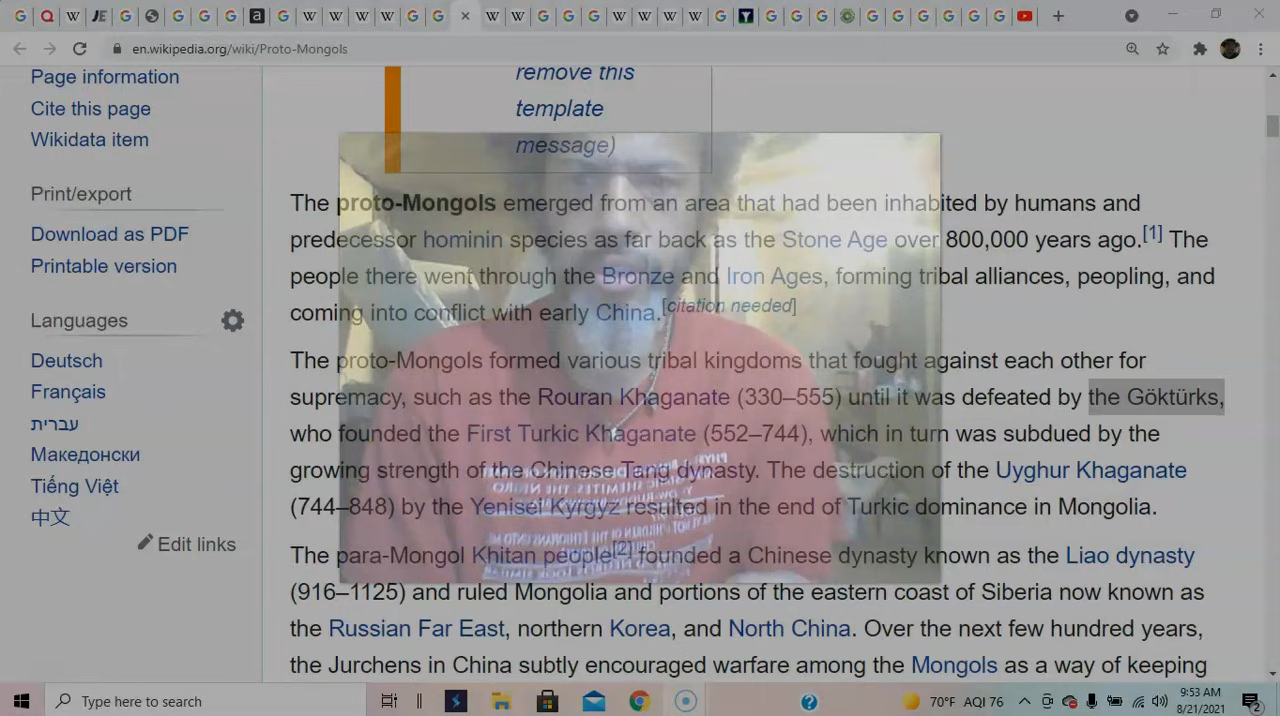 en.wikipedia.org/wiki/Proto-Mongols
Page information
Cite this page
Wikidata item
Print/export
Download as PDF
Printable version
Languages
Deutsch
Français
עברית
Македонски
Tiếng Việt
中文
Edit links
remove this
template
message)
The proto-Mongols emerged from an area that had been inhabited by humans and
predecessor hominin species as far back as the Stone Age over 800,000 years ago.[1] The
people there went through the Bronze and Iron Ages, forming tribal alliances, peopling, and
coming into conflict with early China.[citation needed]
The proto-Mongols formed various tribal kingdoms that fought against each other for
supremacy, such as the Rouran Khaganate (330–555) until it was defeated by the Göktürks,
who founded the First Turkic Khaganate (552–744), which in turn was subdued by the
growing strength of the Chinese Tang dynasty. The destruction of the Uyghur Khaganate
(744–848) by the Yenisei Kyrgyz resulted in the end of Turkic dominance in Mongolia.
The para-Mongol Khitan people[2] founded a Chinese dynasty known as the Liao dynasty
(916–1125) and ruled Mongolia and portions of the eastern coast of Siberia now known as
the Russian Far East, northern Korea, and North China. Over the next few hundred years,
the Jurchens in China subtly encouraged warfare among the Mongols as a way of keeping
Type here to search
70°F AQI 76
9:53 AM
8/21/2021
2